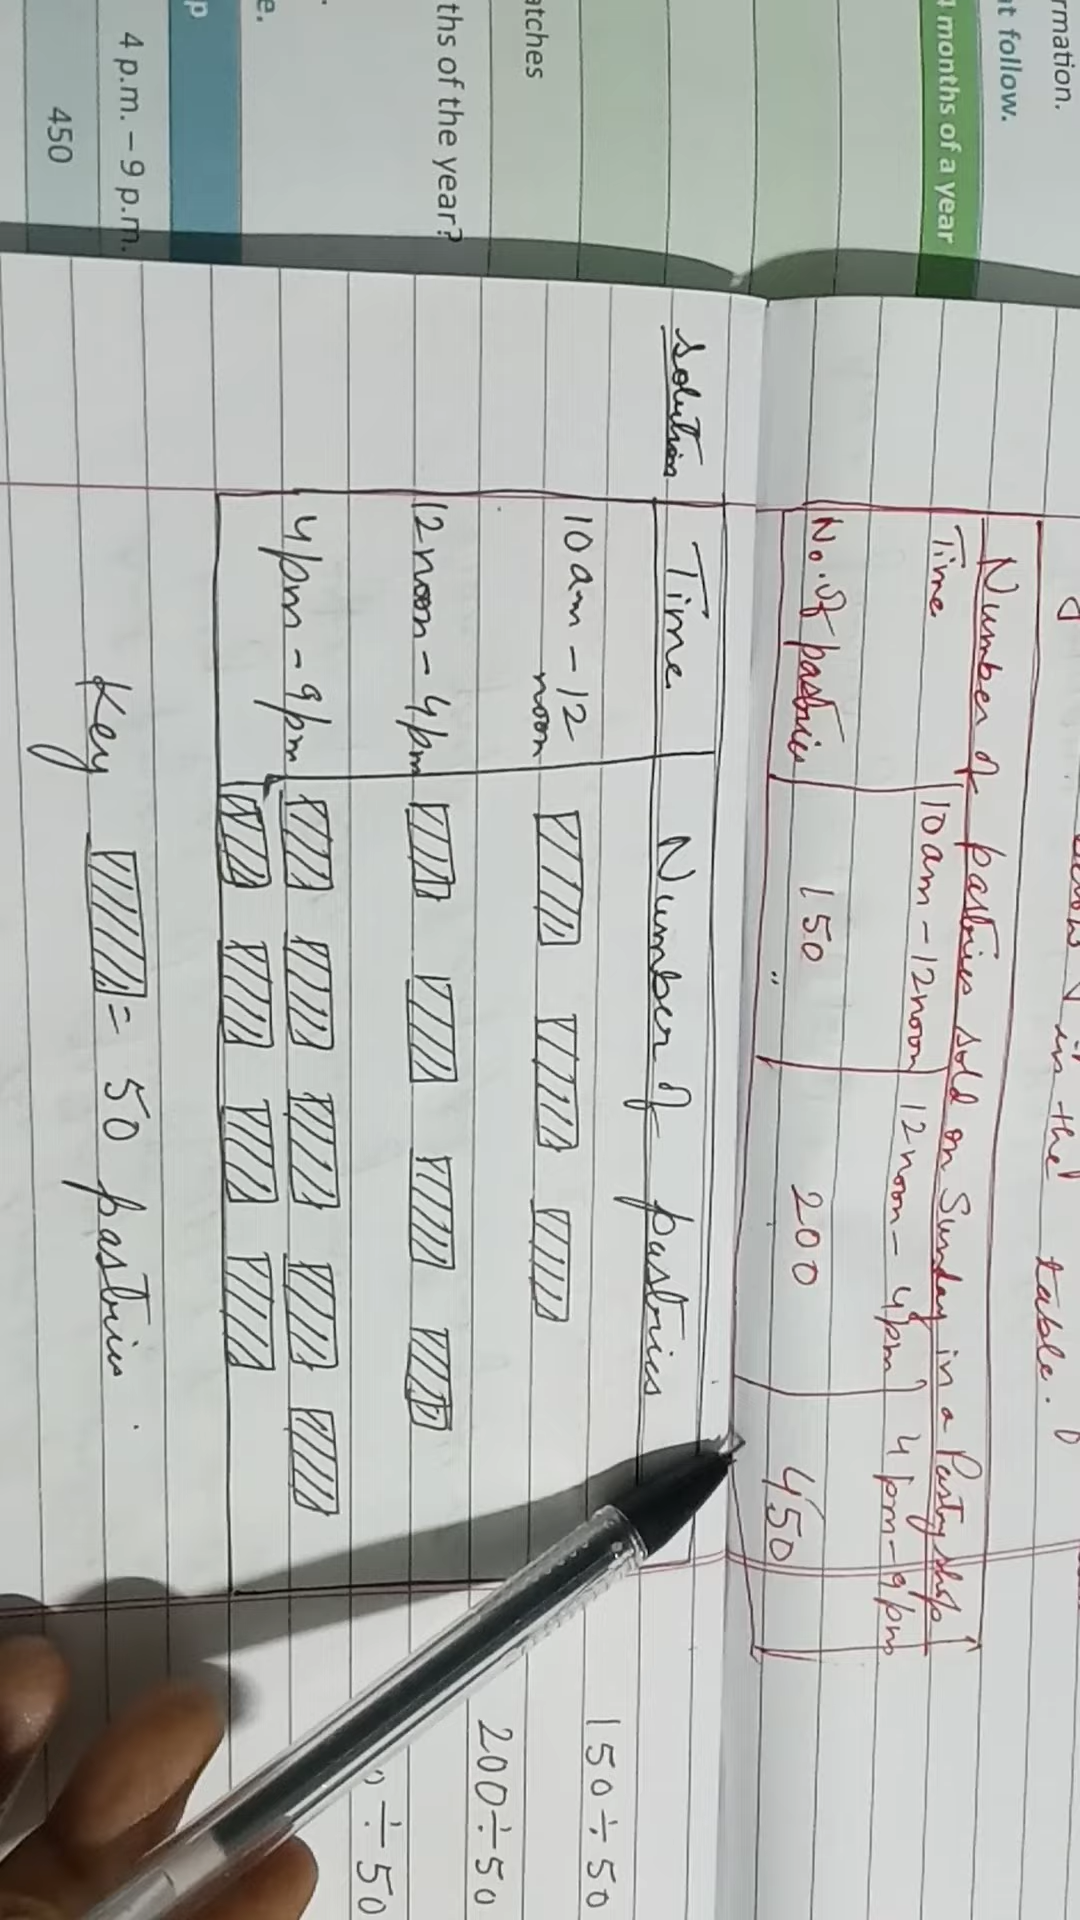 rmation.
at follow.
4 months of a year
atches
ths of the year?
e.
p
4 p.m. – 9 p.m.
450
in the table.
Number of pastries sold on Sunday in a Pastry shop
Time 10 am - 12 noon 12 noon - 4 pm 4 pm - 9 pm
No. of pastries 150 200 450
Solution
Time Number of pastries
10 am - 12 noon 150 ÷ 50
12 noon - 4 pm 200 ÷ 50
4 pm - 9 pm 0 ÷ 50
Key = 50 pastries.